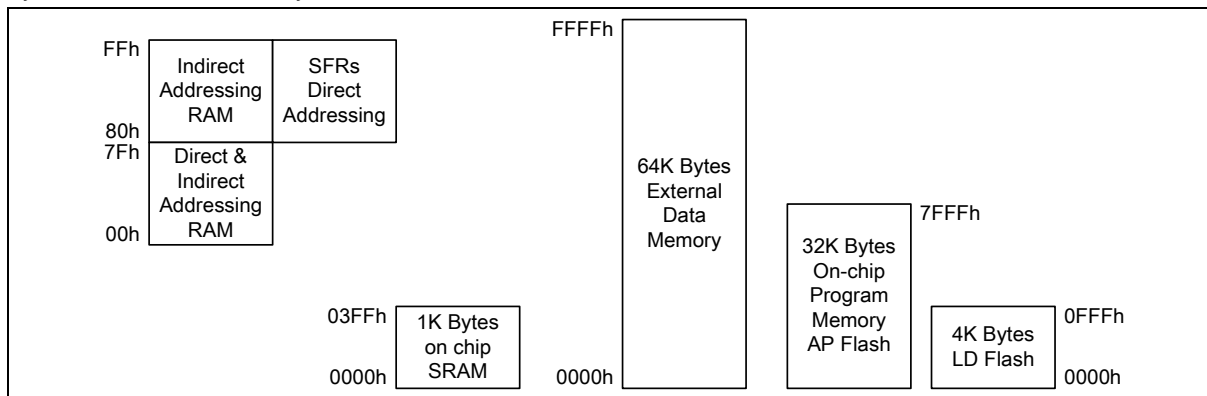 FFh
Indirect
Addressing
RAM
80h
SFRs
Direct
Addressing
7Fh
Direct &
Indirect
Addressing
RAM
00h
03FFh
1K Bytes
on chip
SRAM
0000h
FFFFh
64K Bytes
External
Data
Memory
0000h
7FFFh
32K Bytes
On-chip
Program
Memory
AP Flash
0FFFh
4K Bytes
LD Flash
0000h